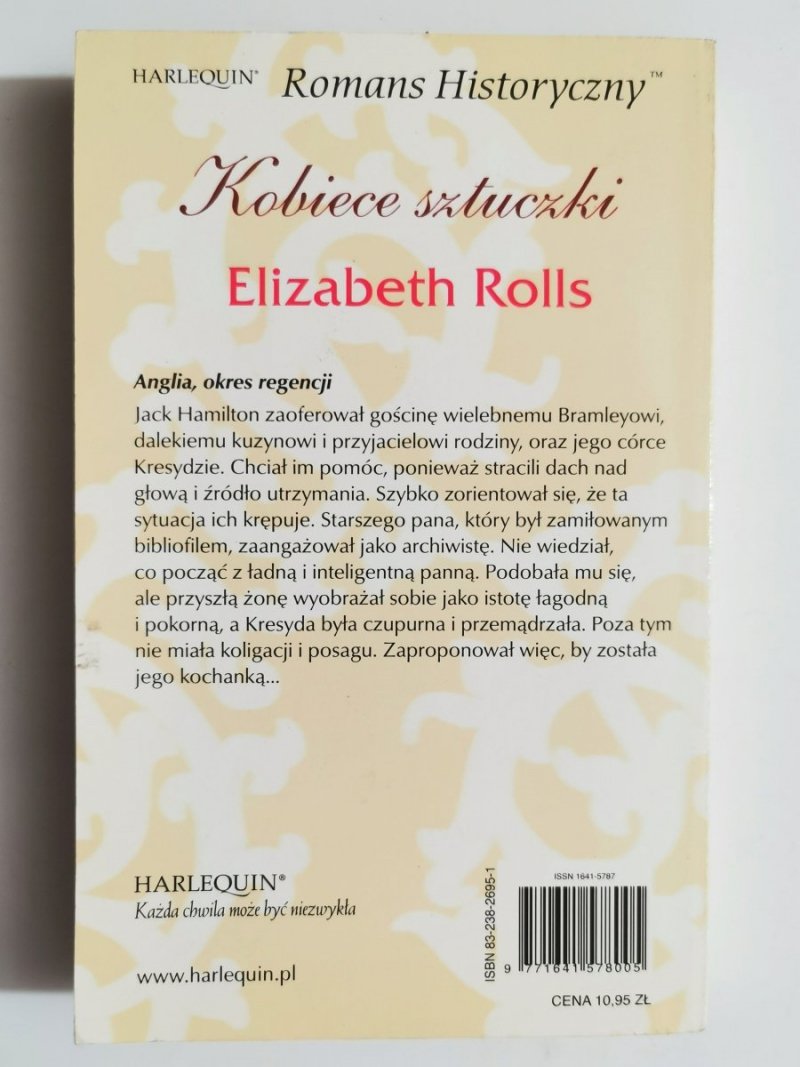 HARLEQUIN® Romans Historyczny™
Kobiece sztuczki
Elizabeth Rolls
Anglia, okres regencji
Jack Hamilton zaoferował gościnę wielebnemu Bramleyowi,
dalekiemu kuzynowi i przyjacielowi rodziny, oraz jego córce
Kresydzie. Chciał im pomóc, ponieważ stracili dach nad
głową i źródło utrzymania. Szybko zorientował się, że ta
sytuacja ich krępuje. Starszego pana, który był zamiłowanym
bibliofilem, zaangażował jako archiwistę. Nie wiedział,
co począć z ładną i inteligentną panną. Podobała mu się,
ale przyszłą żonę wyobrażał sobie jako istotę łagodną
i pokorną, a Kresyda była czupurna i przemądrzała. Poza tym
nie miała koligacji i posagu. Zaproponował więc, by została
jego kochanką...
HARLEQUIN®
Każda chwila może być niezwykła
www.harlequin.pl
ISBN 83-238-2695-1
ISSN 1641-5787
9 771641 578005
CENA 10,95 ZŁ